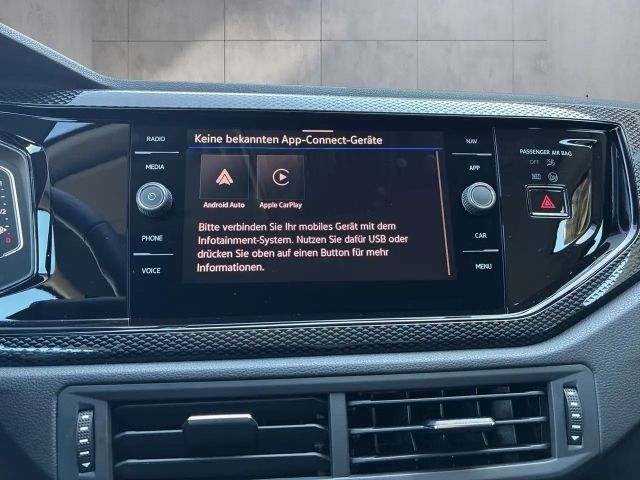 RADIO
MEDIA
PHONE
VOICE
Keine bekannten App-Connect-Geräte
Android Auto
Apple CarPlay
Bitte verbinden Sie Ihr mobiles Gerät mit dem
Infotainment-System. Nutzen Sie dafür USB oder
drücken Sie oben auf einen Button für mehr
Informationen.
NAV
APP
CAR
MENU
PASSENGER AIR BAG
OFF
1/2